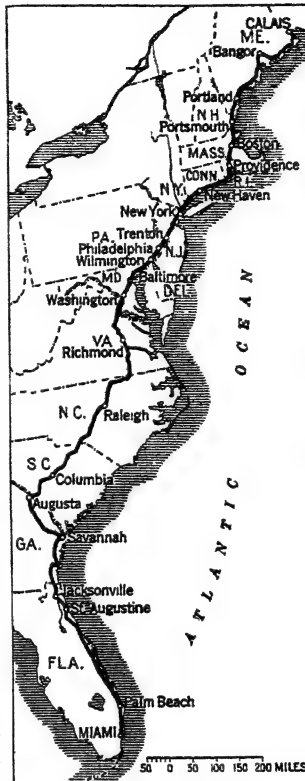 CALAIS
ME.
Bangor
Portland
N H
Portsmouth
MASS.
Boston
CONN.
Providence
R.I.
N Y.
New Haven
New York
Trenton
PA.
Philadelphia
N.J.
Wilmington
MD
Baltimore
DEL.
Washington
VA
Richmond
OCEAN
N C.
Raleigh
S C
Columbia
Augusta
GA.
Savannah
ATLANTIC
Jacksonville
St. Augustine
FLA.
Palm Beach
MIAMI
50 0 50 100 150 200 MILES